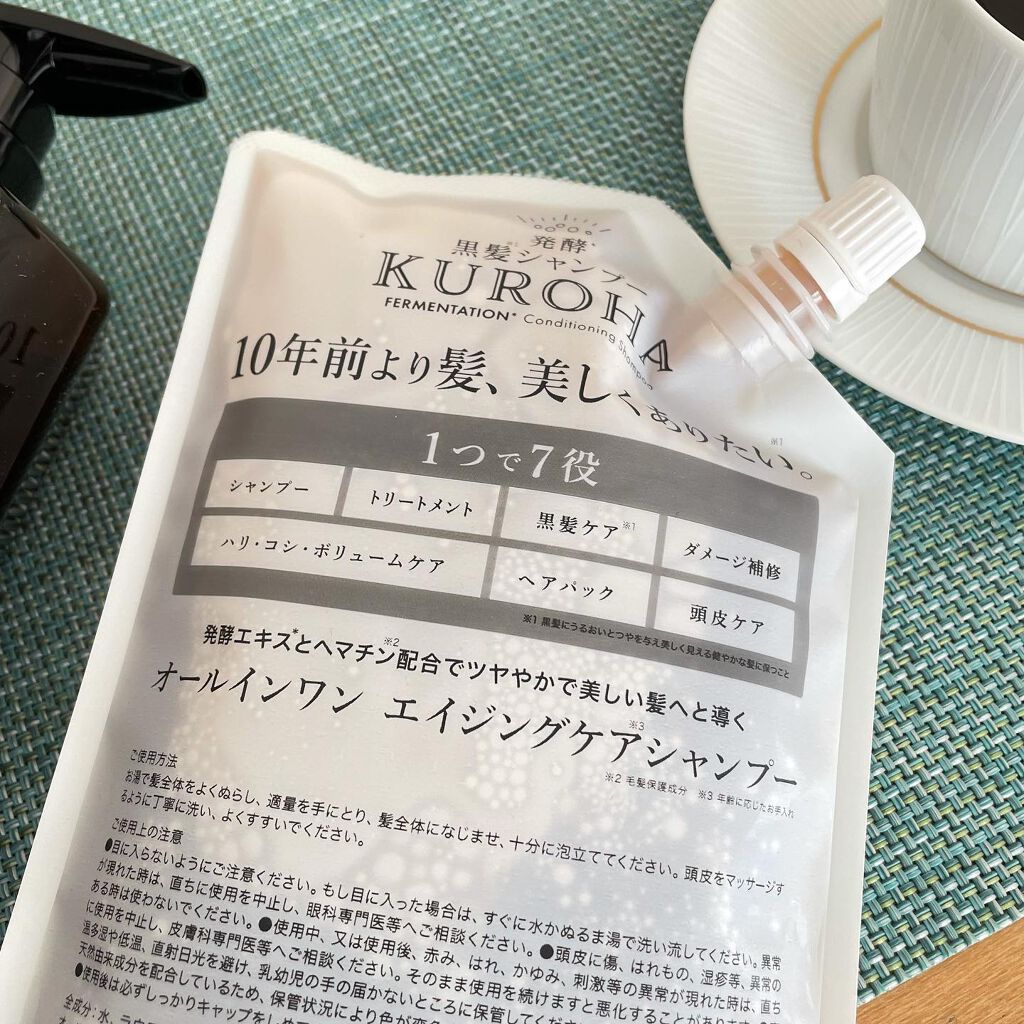 発酵*
黒髪※1シャンプー
KUROHA
FERMENTATION* Conditioning Shampoo
10年前より髪、美しくありたい。※1
1つで7役
シャンプー
トリートメント
黒髪ケア※1
ダメージ補修
ハリ・コシ・ボリュームケア
ヘアパック
頭皮ケア
※1 黒髪にうるおいとつやを与え美しく見える健やかな髪に保つこと
発酵エキス*とヘマチン※2配合でツヤやかで美しい髪へと導く
オールインワン エイジングケア※3シャンプー
※2 毛髪保護成分 ※3 年齢に応じたお手入れ
ご使用方法
お湯で髪全体をよくぬらし、適量を手にとり、髪全体になじませ、十分に泡立ててください。頭皮をマッサージす
るように丁寧に洗い、よくすすいでください。
ご使用上の注意
●目に入らないようにご注意ください。もし目に入った場合は、すぐに水かぬるま湯で洗い流してください。異常
が現れた時は、直ちに使用を中止し、眼科専門医等へご相談ください。●頭皮に傷、はれもの、湿疹等、異常の
ある時は使わないでください。●使用中、又は使用後、赤み、はれ、かゆみ、刺激等の異常が現れた時は、直ち
に使用を中止し、皮膚科専門医等へご相談ください。そのまま使用を続けますと悪化することがあります。●高
温多湿や低温、直射日光を避け、乳幼児の手の届かないところに保管してください。
天然由来成分を配合しているため、保管状況により色が変
●使用後は必ずしっかりキャップをしめ
全成分：水、ラウ